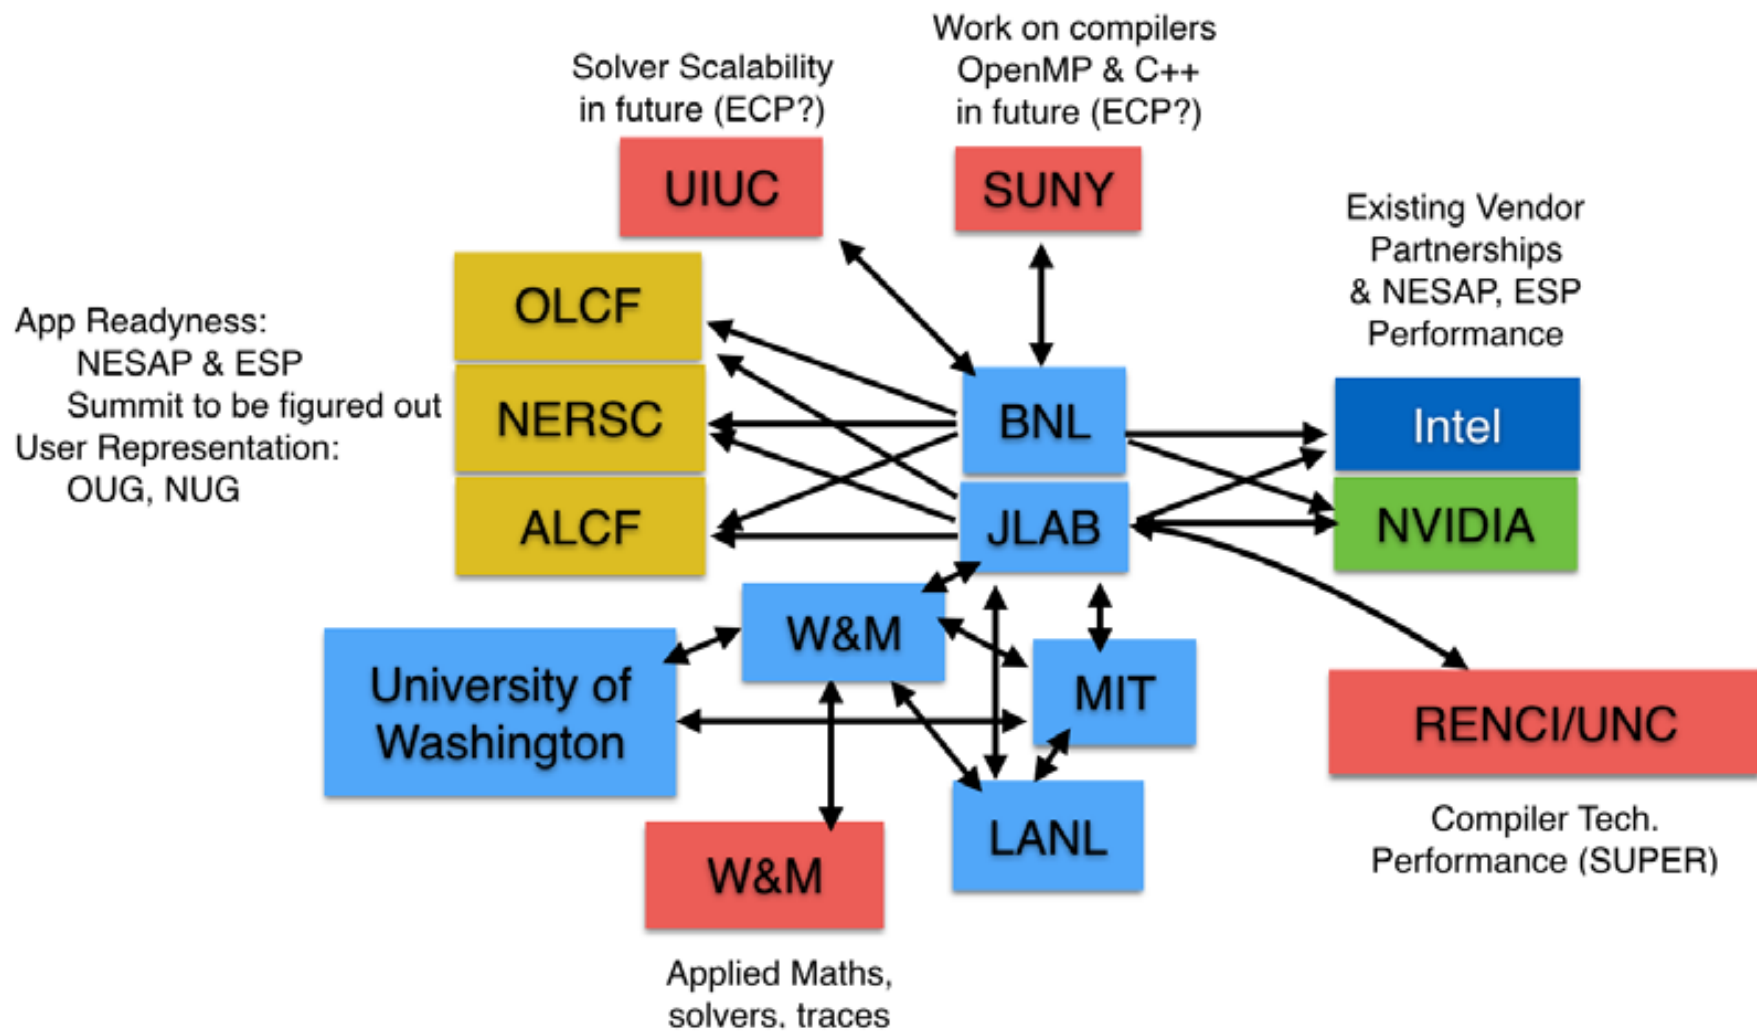 Work on compilers
OpenMP & C++
in future (ECP?)
Solver Scalability
in future (ECP?)
UIUC
SUNY
Existing Vendor
Partnerships
& NESAP, ESP
Performance
OLCF
App Readyness:
NESAP & ESP
Summit to be figured out
User Representation:
OUG, NUG
NERSC
BNL
Intel
ALCF
JLAB
NVIDIA
W&M
University of
Washington
MIT
RENCI/UNC
LANL
Compiler Tech.
Performance (SUPER)
W&M
Applied Maths,
solvers, traces